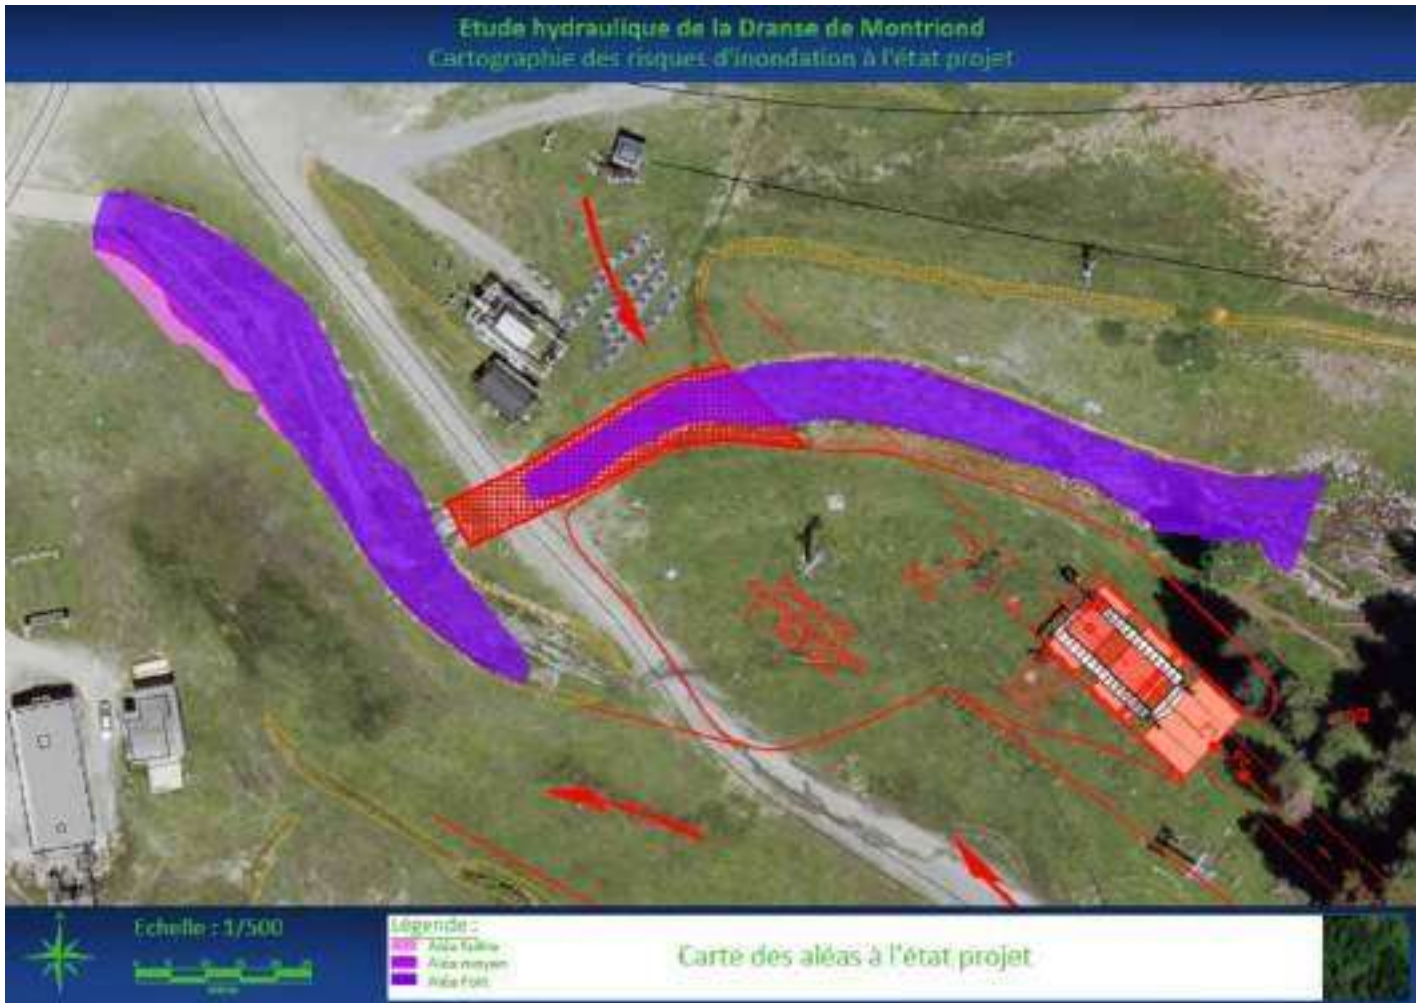 Etude hydraulique de la Dranse de Montriond
Cartographie des risques d'inondation à l'état projet
Echelle : 1/500
Légende :
Aléa faible
Aléa moyen
Aléa Fort
Carte des aléas à l'état projet